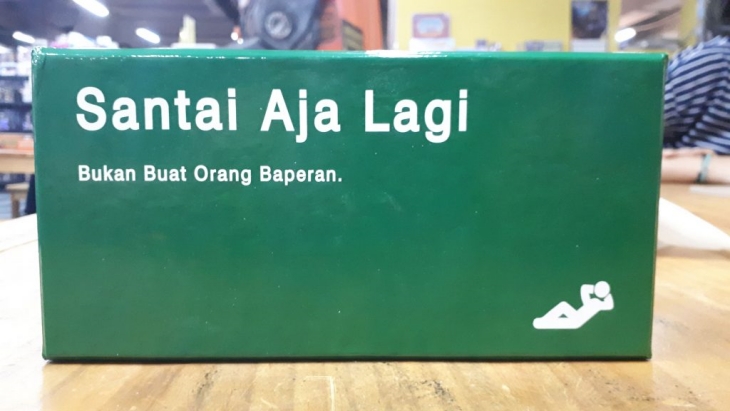 Santai Aja Lagi
Bukan Buat Orang Baperan.